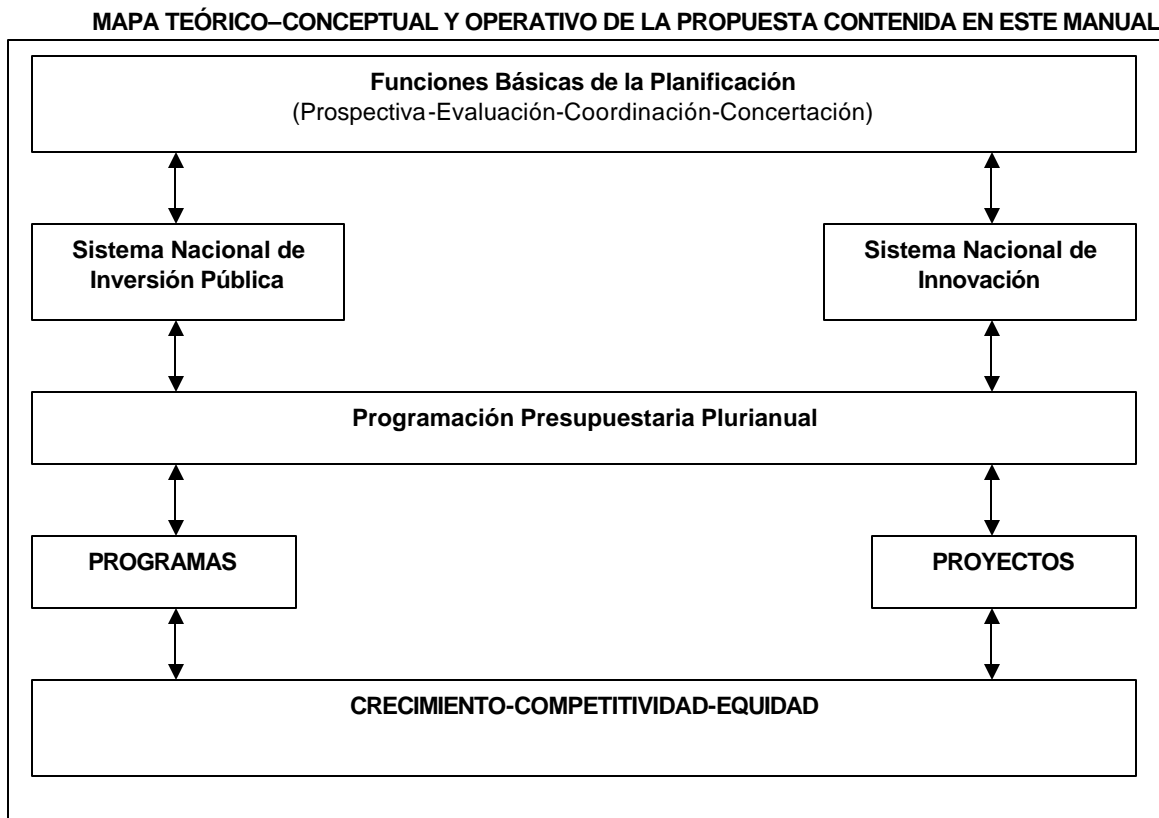 MAPA TEÓRICO–CONCEPTUAL Y OPERATIVO DE LA PROPUESTA CONTENIDA EN ESTE MANUAL
Funciones Básicas de la Planificación
(Prospectiva-Evaluación-Coordinación-Concertación)
Sistema Nacional de
Inversión Pública
Sistema Nacional de
Innovación
Programación Presupuestaria Plurianual
PROGRAMAS
PROYECTOS
CRECIMIENTO-COMPETITIVIDAD-EQUIDAD